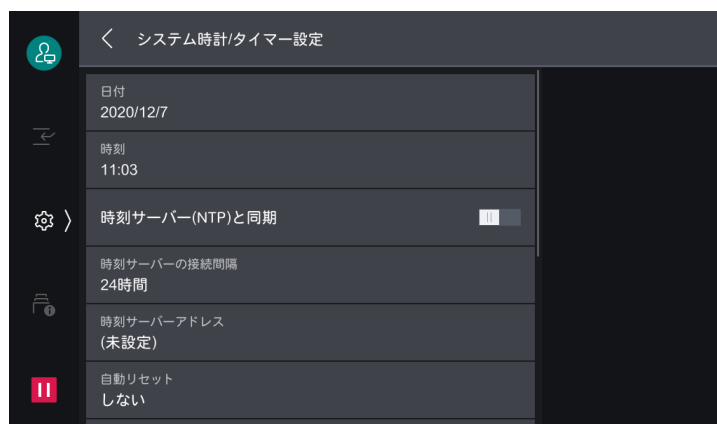 システム時計/タイマー設定
日付
2020/12/7
時刻
11:03
時刻サーバー(NTP)と同期
時刻サーバーの接続間隔
24時間
時刻サーバーアドレス
(未設定)
自動リセット
しない